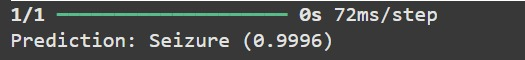 1/1 ━━━━━━━━━━━━━━━━━━━━ 0s 72ms/step
Prediction: Seizure (0.9996)